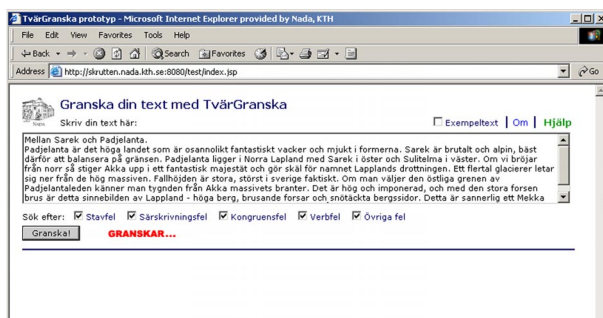 TvärGranska prototyp - Microsoft Internet Explorer provided by Nada, KTH
File Edit View Favorites Tools Help
Back Search Favorites
Address http://skrutten.nada.kth.se:8080/test/index.jsp Go
Granska din text med TvärGranska
Skriv din text här: Exempeltext | Om | Hjälp
Mellan Sarek och Padjelanta.
Padjelanta är det höga landet som är osannolikt fantastiskt vacker och mjukt i formerna. Sarek är brutalt och alpin, bäst
därför att balansera på gränsen. Padjelanta ligger i Norra Lapland med Sarek i öster och Sulitelma i väster. Om vi bröjar
från norr så stiger Akka upp i ett fantastisk majestät och gör skäl för namnet Lapplands drottningen. Ett flertal glacierer letar
sig ner från de hög massiven. Fallhöjden är stora, störst i sverige faktiskt. Om man väljer den östliga grenen av
Padjelantaleden känner man tygnden från Akka massivets branter. Det är hög och imponerad, och med den stora forsen
brus är detta sinnebilden av Lappland - höga berg, brusande forsar och snötäckta bergssidor. Detta är sannerlig ett Mekka
Sök efter: Stavfel Särskrivningsfel Kongruensfel Verbfel Övriga fel
Granska! GRANSKAR...